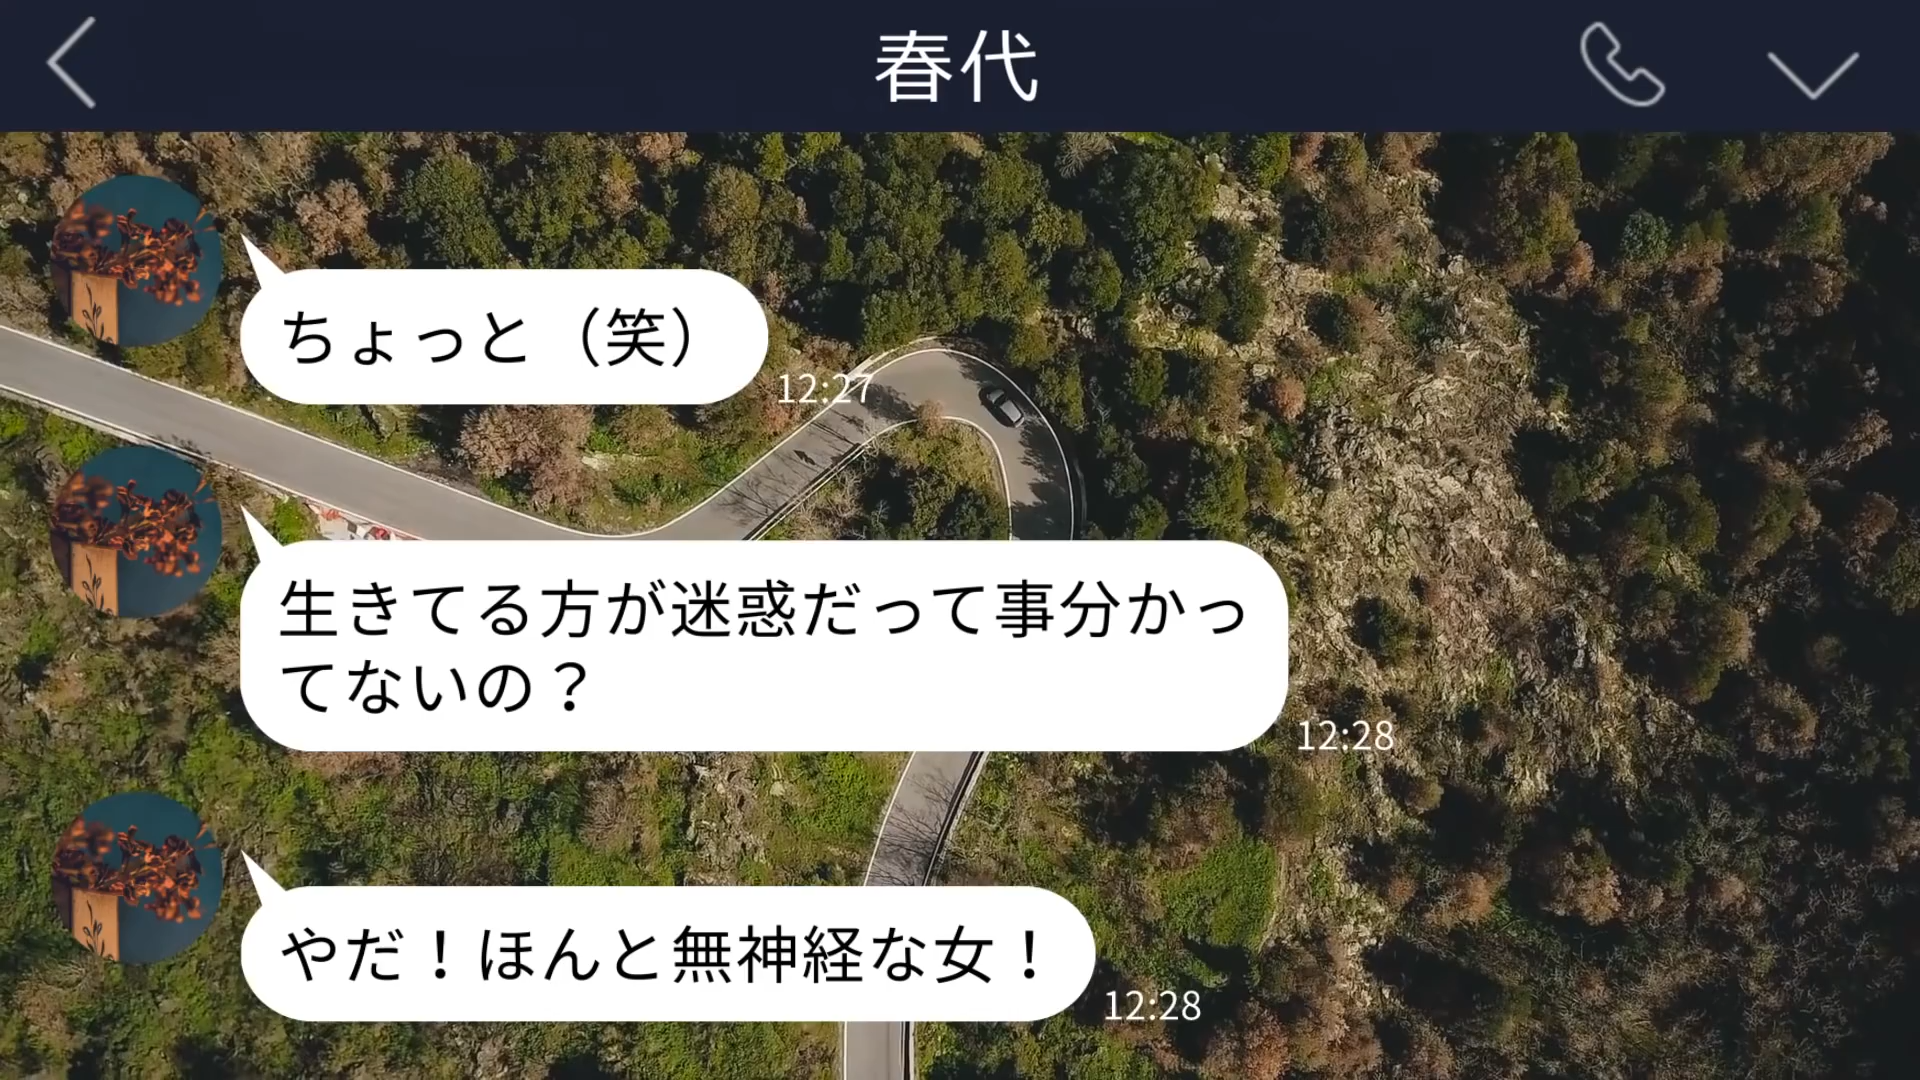 春代
ちょっと（笑）
12:27
生きてる方が迷惑だって事分かっ
てないの？
12:28
やだ！ほんと無神経な女！
12:28